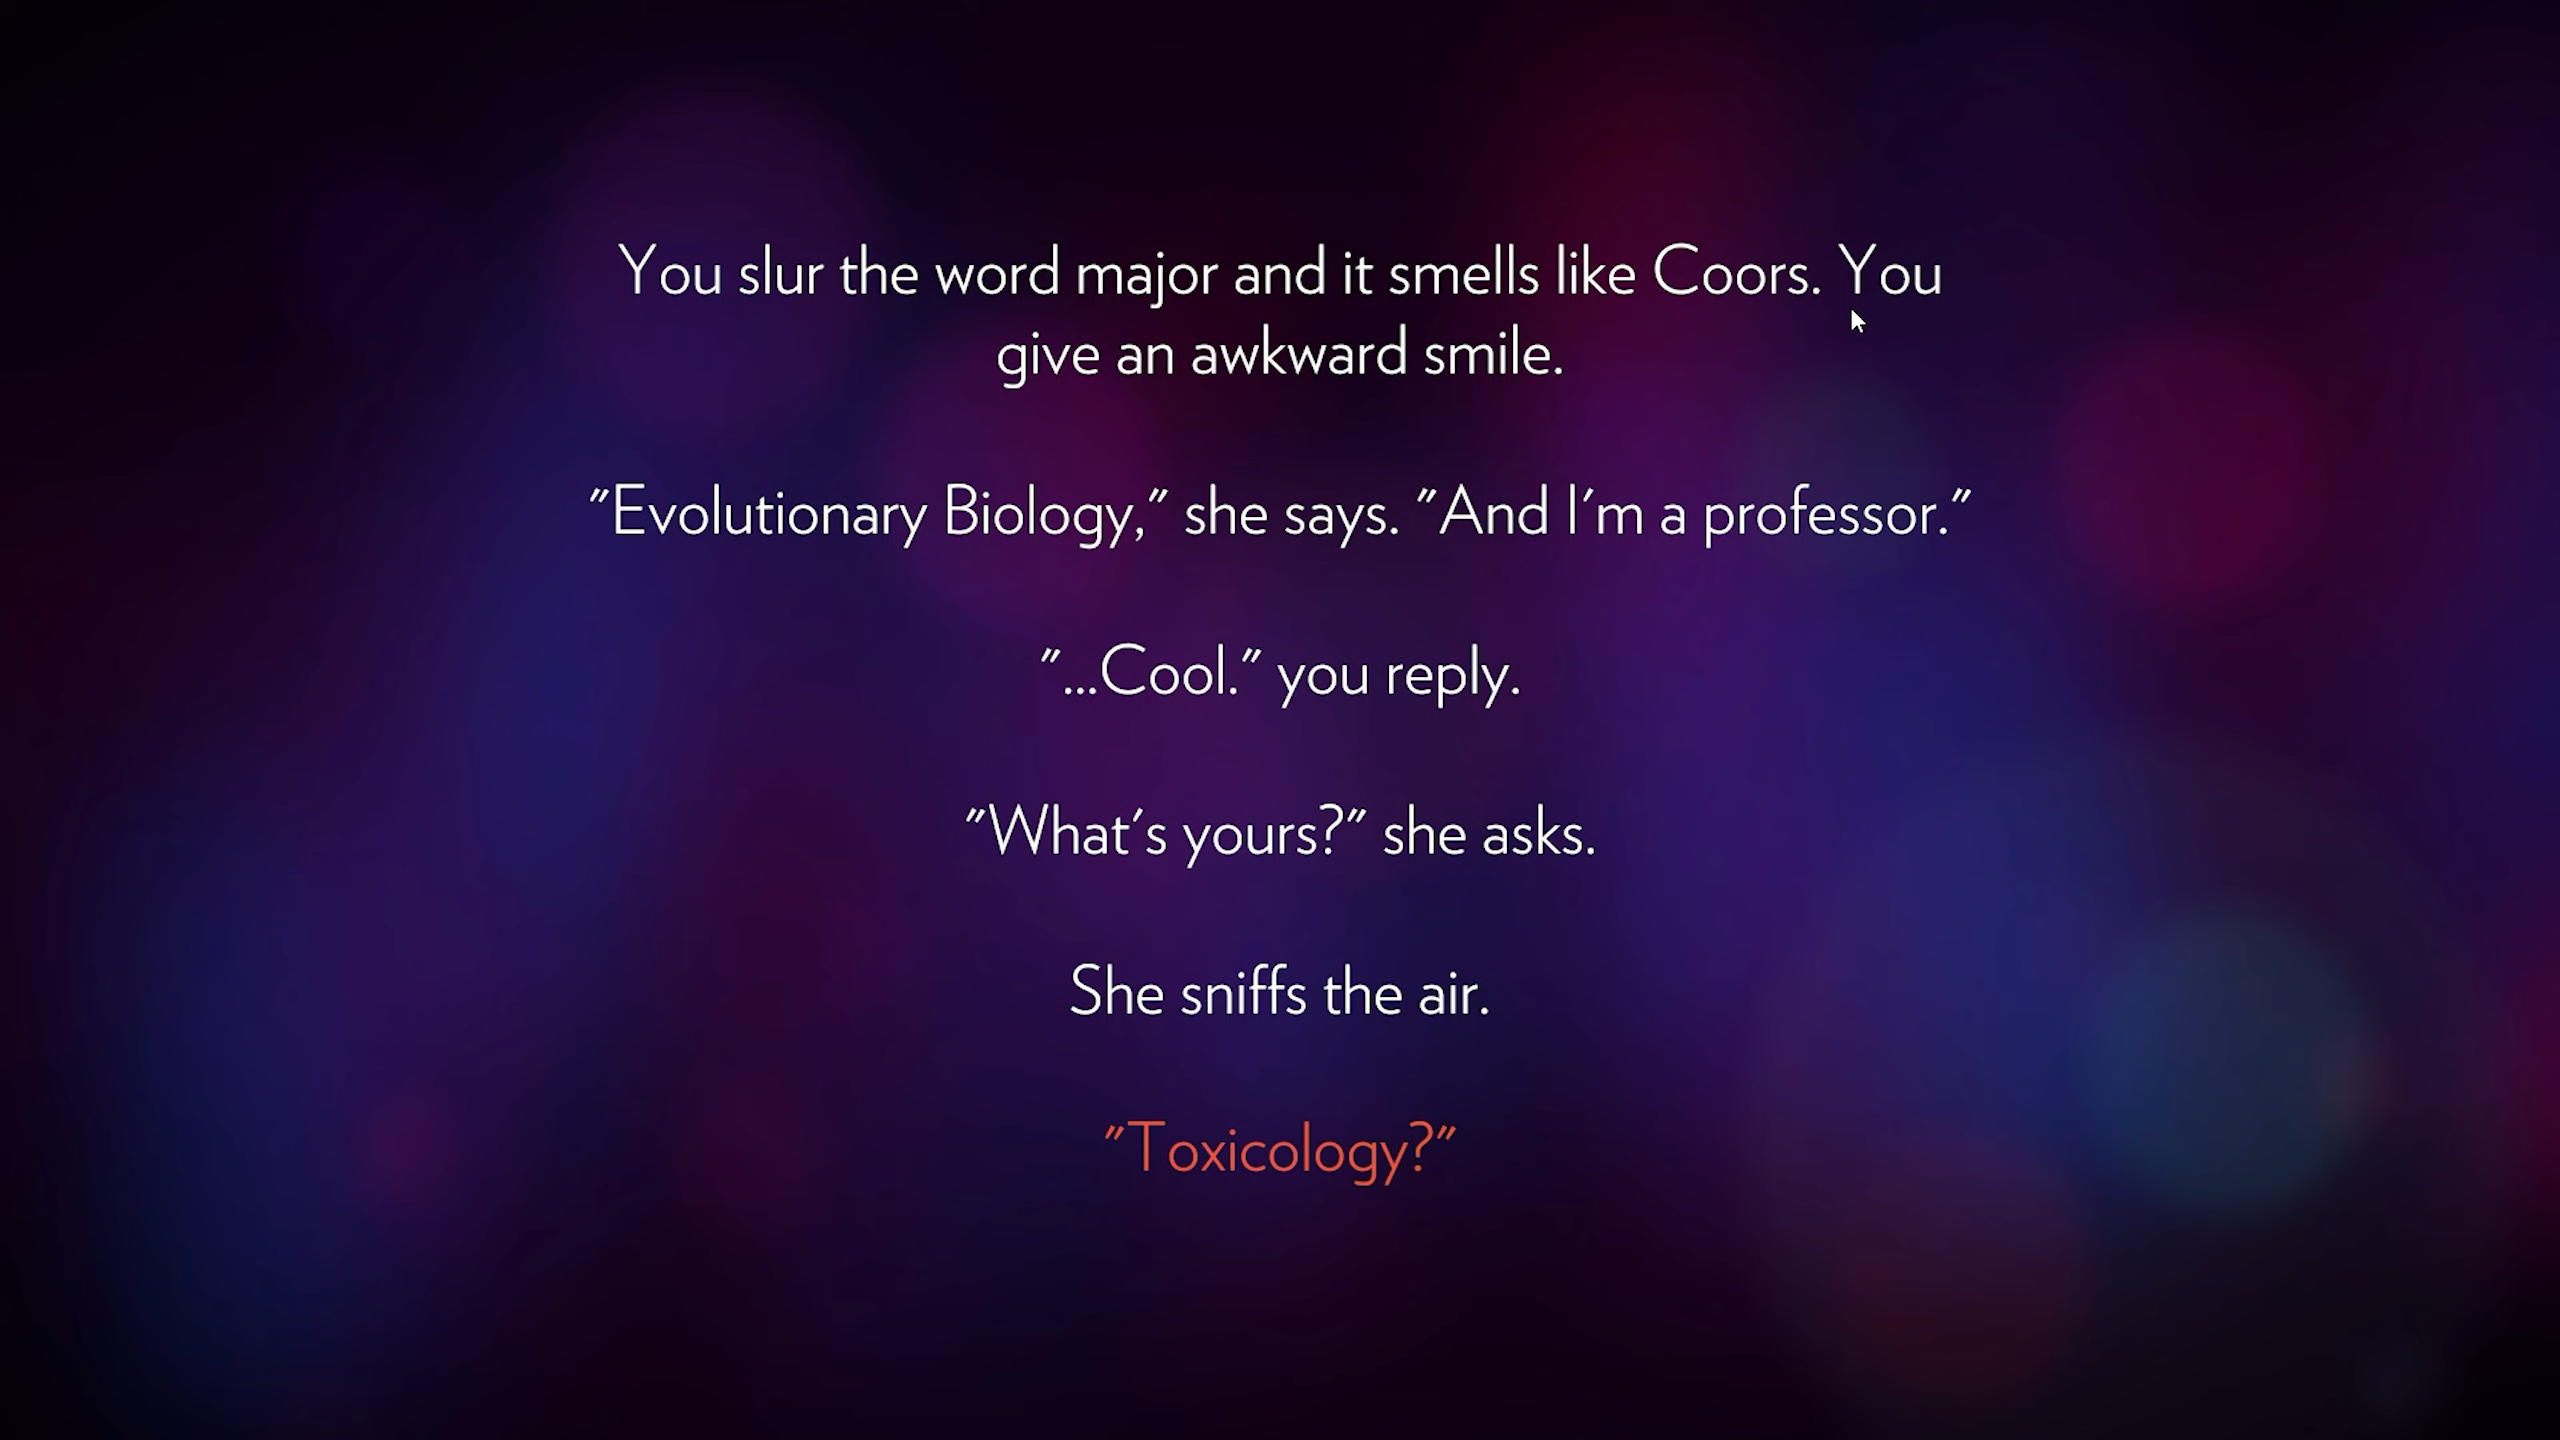 You slur the word major and it smells like Coors. You
give an awkward smile.
"Evolutionary Biology," she says. "And I'm a professor."
"...Cool." you reply.
"What's yours?" she asks.
She sniffs the air.
"Toxicology?"